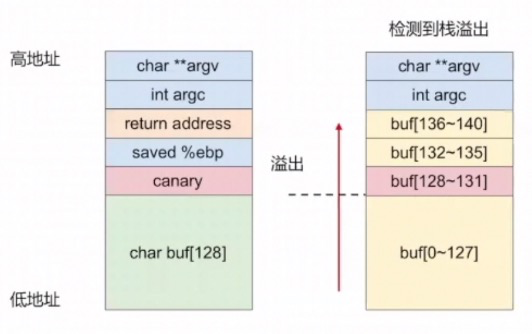 检测到栈溢出
高地址
char **argv
int argc
return address
saved %ebp
canary
char buf[128]
低地址
溢出
char **argv
int argc
buf[136~140]
buf[132~135]
buf[128~131]
buf[0~127]